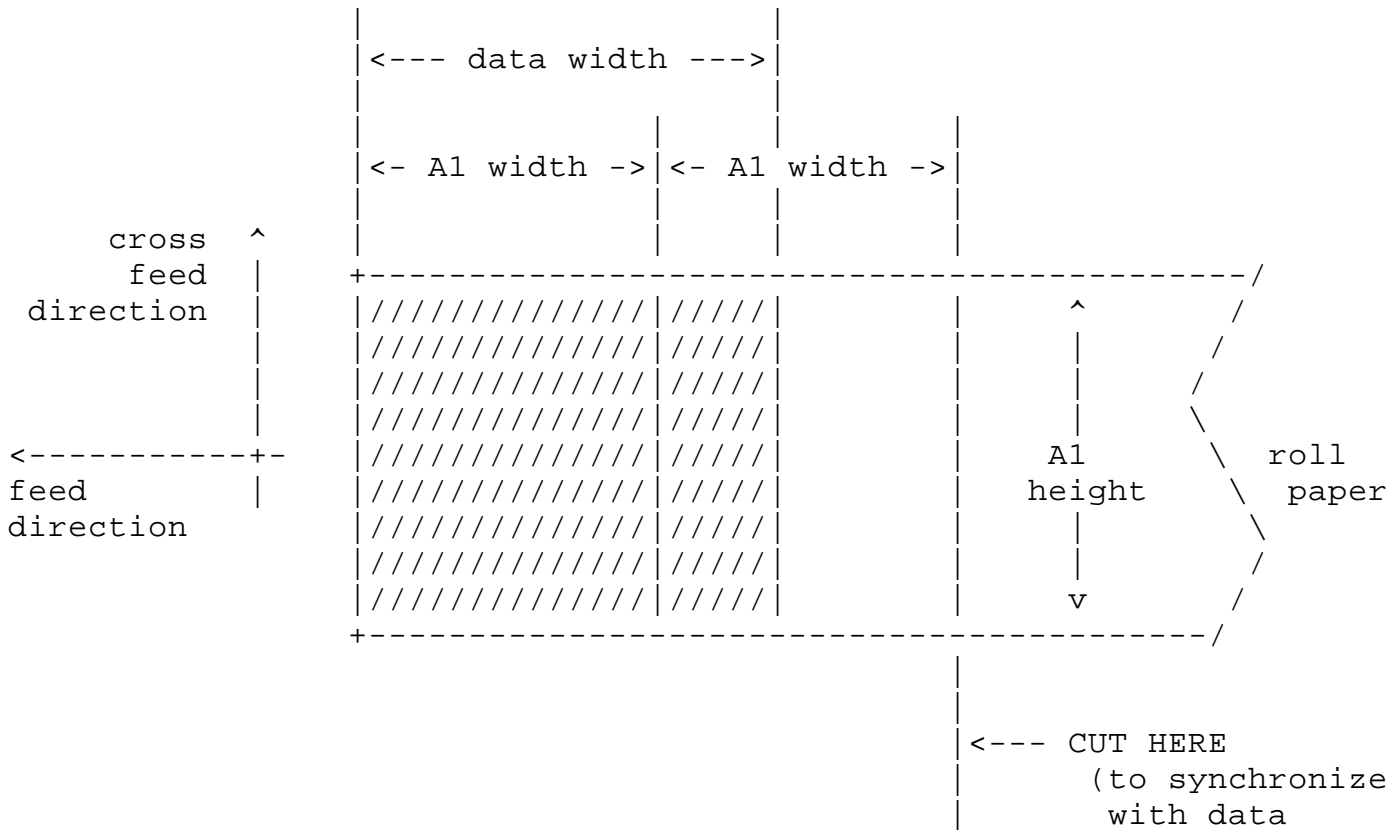 <--- data width --->
<- A1 width -> <- A1 width ->
cross ^
feed
direction ^
<-----------+- A1 roll
feed height paper
direction
v
<--- CUT HERE
(to synchronize
with data